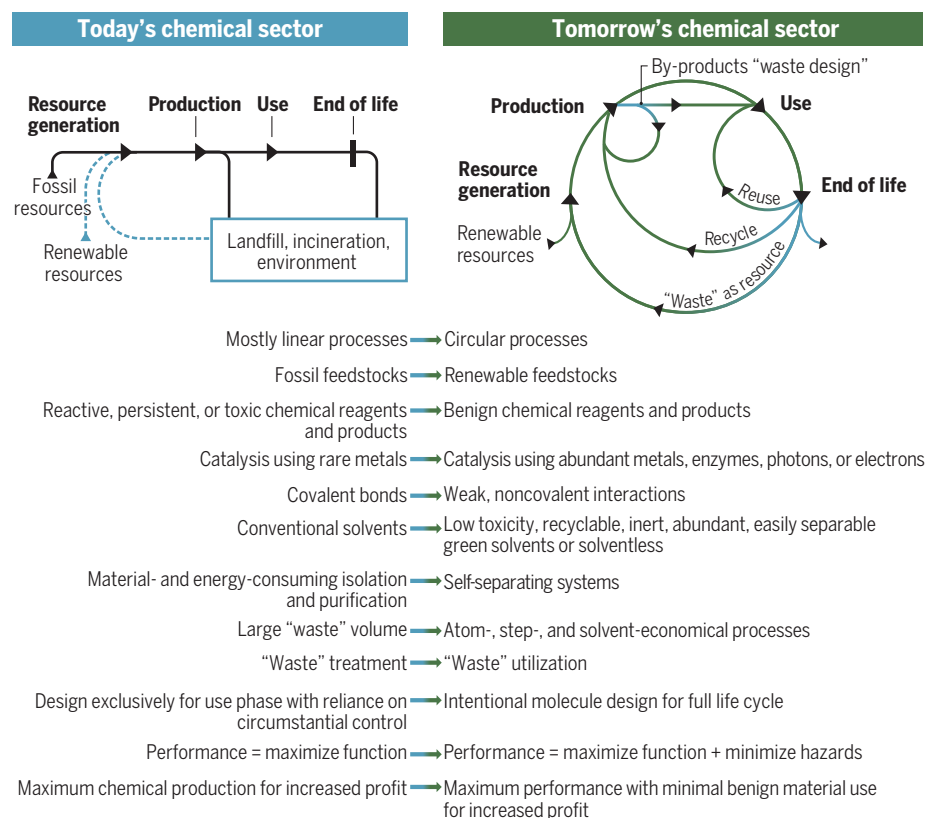 Today's chemical sector
Resource
generation
Production
Use
End of life
Fossil
resources
Renewable
resources
Landfill, incineration,
environment
Tomorrow's chemical sector
By-products “waste design”
Production
Use
Resource
generation
End of life
Renewable
resources
Reuse
Recycle
“Waste” as resource
Mostly linear processes
Circular processes
Fossil feedstocks
Renewable feedstocks
Reactive, persistent, or toxic chemical reagents
and products
Benign chemical reagents and products
Catalysis using rare metals
Catalysis using abundant metals, enzymes, photons, or electrons
Covalent bonds
Weak, noncovalent interactions
Conventional solvents
Low toxicity, recyclable, inert, abundant, easily separable
green solvents or solventless
Material- and energy-consuming isolation
and purification
Self-separating systems
Large “waste” volume
Atom-, step-, and solvent-economical processes
“Waste” treatment
“Waste” utilization
Design exclusively for use phase with reliance on
circumstantial control
Intentional molecule design for full life cycle
Performance = maximize function
Performance = maximize function + minimize hazards
Maximum chemical production for increased profit
Maximum performance with minimal benign material use
for increased profit